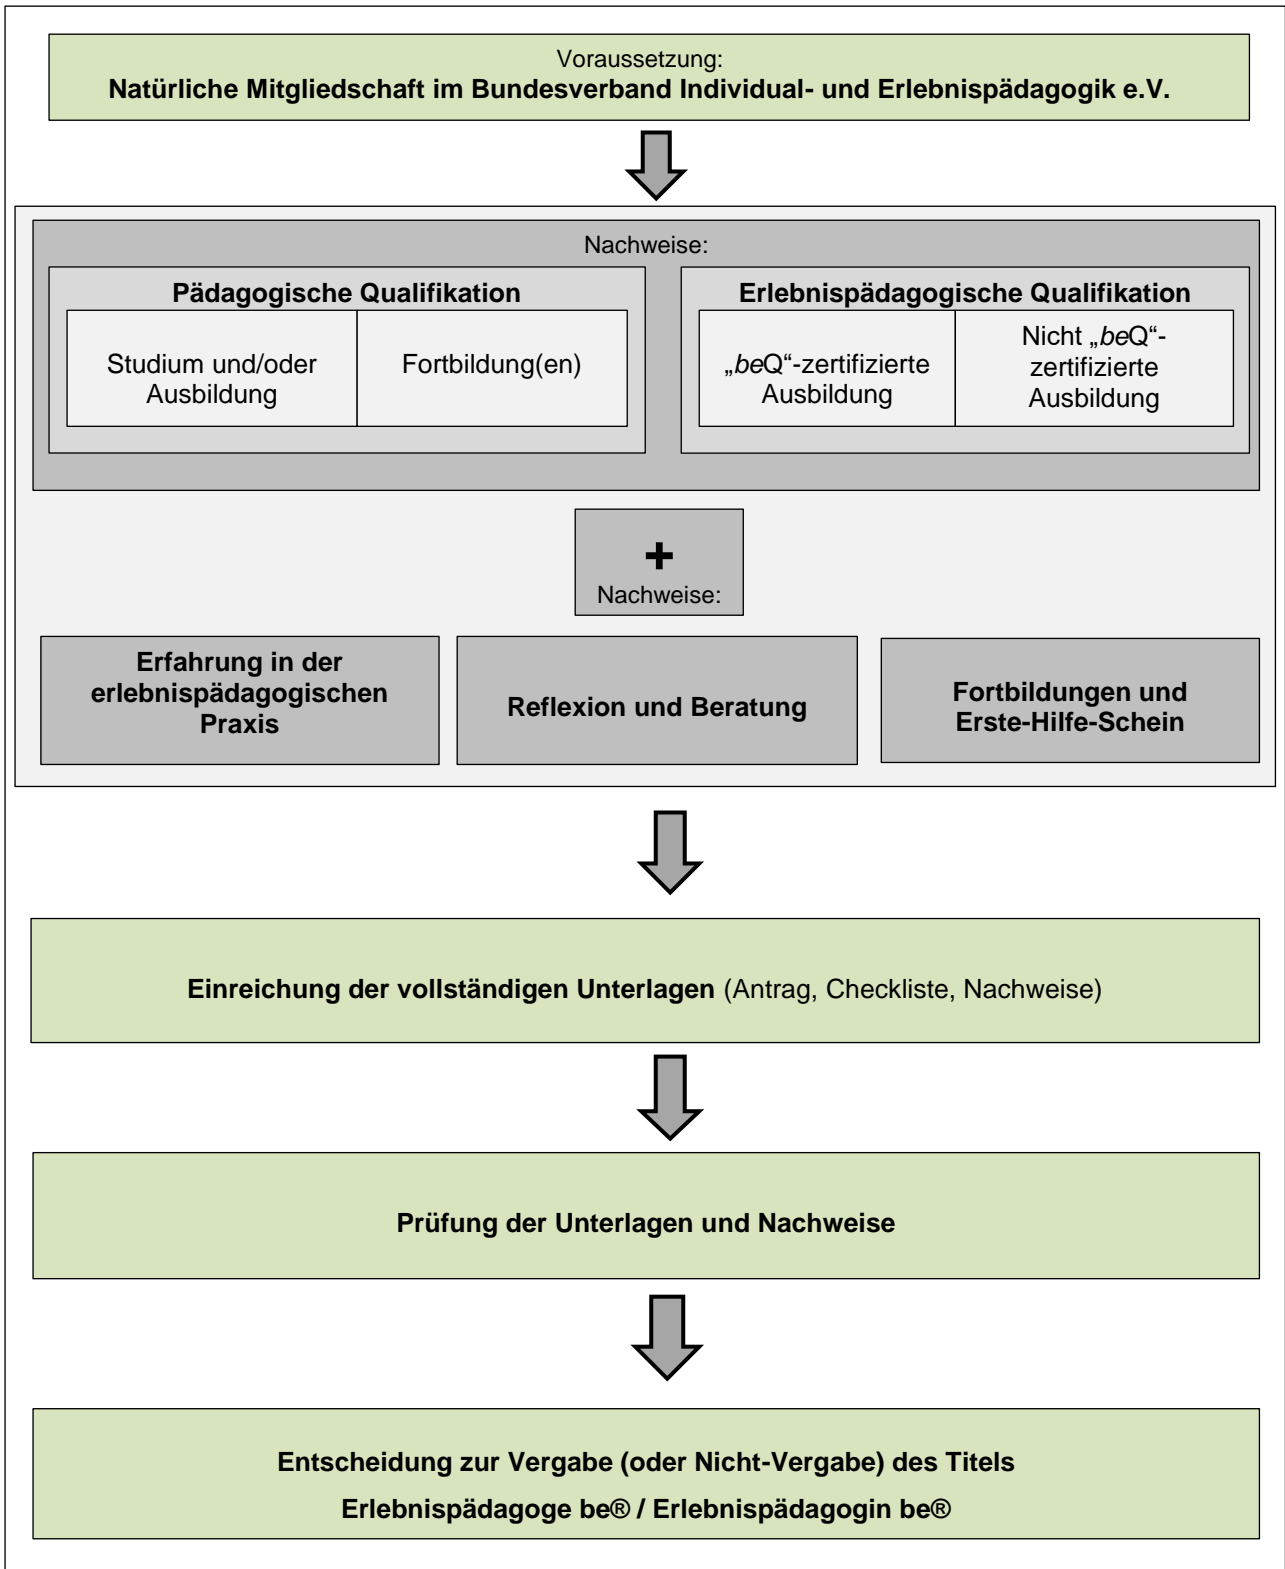 Voraussetzung:
Natürliche Mitgliedschaft im Bundesverband Individual- und Erlebnispädagogik e.V.
Nachweise:
Pädagogische Qualifikation
Studium und/oder
Ausbildung
Fortbildung(en)
Erlebnispädagogische Qualifikation
„beQ“-zertifizierte
Ausbildung
Nicht „beQ“-
zertifizierte
Ausbildung
+
Nachweise:
Erfahrung in der
erlebnispädagogischen
Praxis
Reflexion und Beratung
Fortbildungen und
Erste-Hilfe-Schein
Einreichung der vollständigen Unterlagen (Antrag, Checkliste, Nachweise)
Prüfung der Unterlagen und Nachweise
Entscheidung zur Vergabe (oder Nicht-Vergabe) des Titels
Erlebnispädagoge be® / Erlebnispädagogin be®